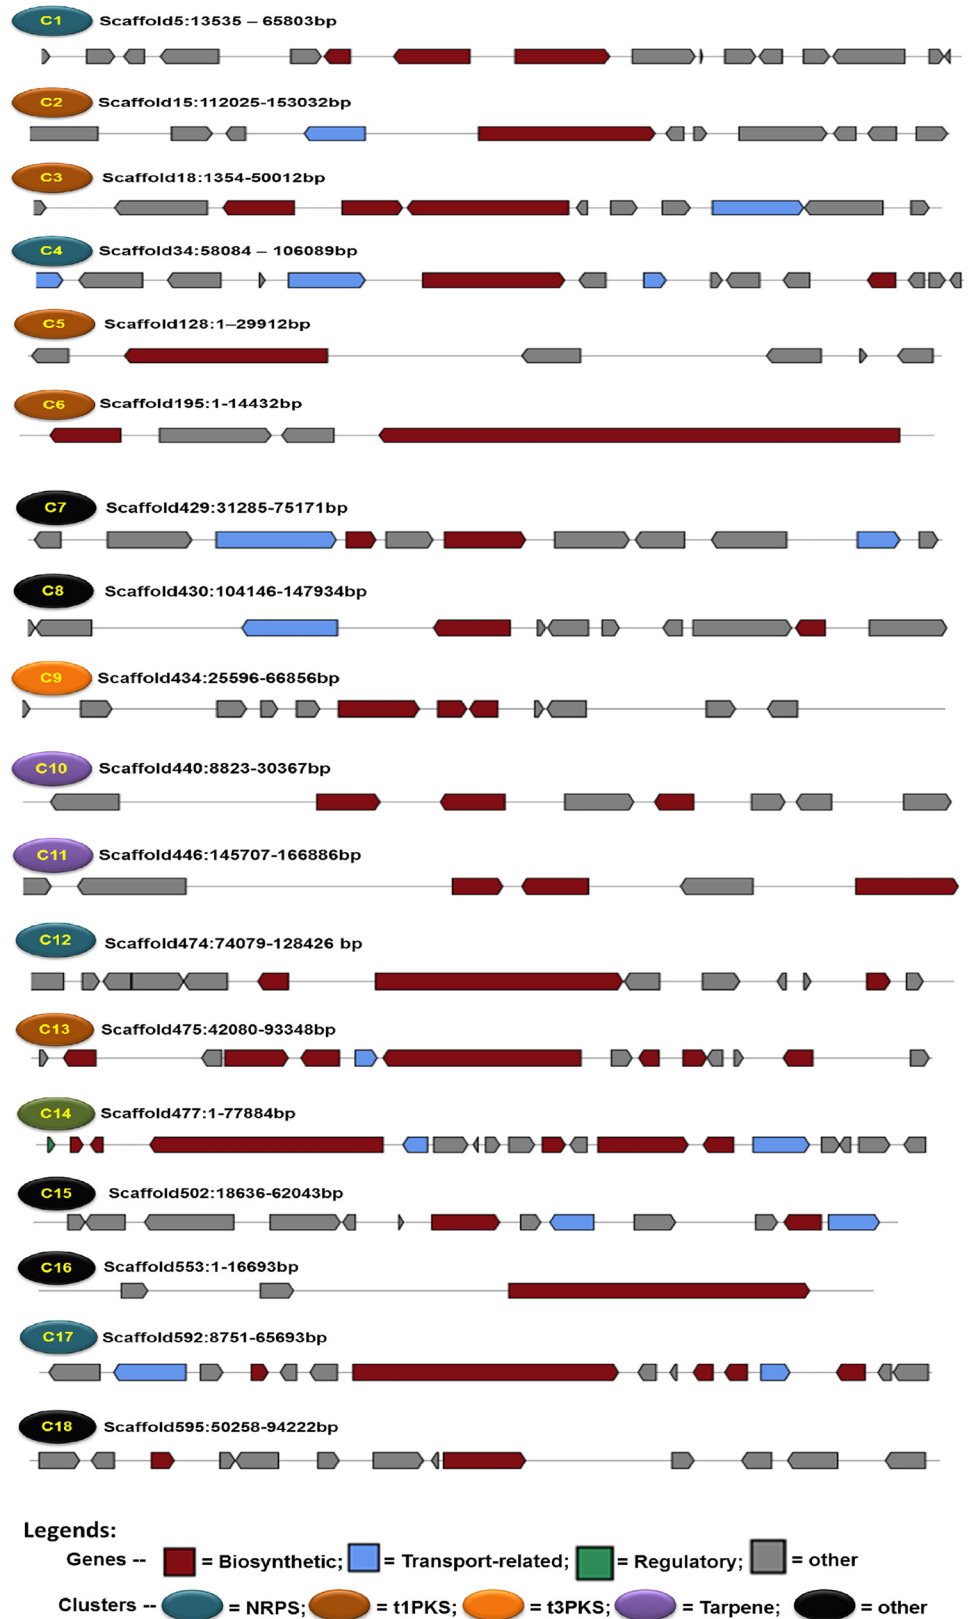 C1 Scaffold5:13535 – 65803bp
C2 Scaffold15:112025-153032bp
C3 Scaffold18:1354-50012bp
C4 Scaffold34:58084 – 106089bp
C5 Scaffold128:1–29912bp
C6 Scaffold195:1-14432bp
C7 Scaffold429:31285-75171bp
C8 Scaffold430:104146-147934bp
C9 Scaffold434:25596-66856bp
C10 Scaffold440:8823-30367bp
C11 Scaffold446:145707-166886bp
C12 Scaffold474:74079-128426 bp
C13 Scaffold475:42080-93348bp
C14 Scaffold477:1-77884bp
C15 Scaffold502:18636-62043bp
C16 Scaffold553:1-16693bp
C17 Scaffold592:8751-65693bp
C18 Scaffold595:50258-94222bp
Legends:
Genes -- = Biosynthetic; = Transport-related; = Regulatory; = other
Clusters -- = NRPS; = t1PKS; = t3PKS; = Tarpene; = other